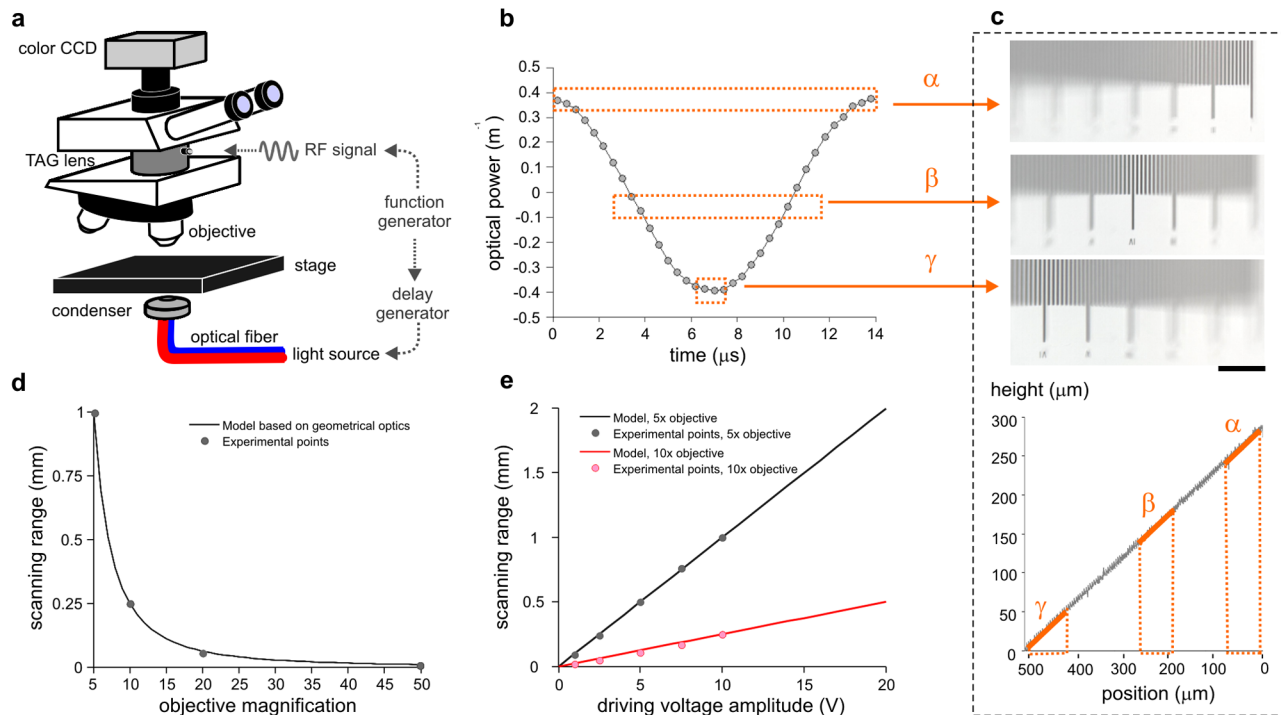 a
color CCD
TAG lens
RF signal
function
generator
objective
stage
condenser
delay
generator
optical fiber
light source
b
optical power (m⁻¹)
0.5
0.4
0.3
0.2
0.1
0
-0.1
-0.2
-0.3
-0.4
-0.5
0
2
4
6
8
10
12
14
time (μs)
α
β
γ
c
height (μm)
300
250
200
150
100
50
0
α
β
γ
500
400
300
200
100
0
position (μm)
d
scanning range (mm)
1
0.75
0.5
0.25
0
Model based on geometrical optics
Experimental points
5
10
15
20
25
30
35
40
45
50
objective magnification
e
scanning range (mm)
2
1.5
1
0.5
0
Model, 5x objective
Experimental points, 5x objective
Model, 10x objective
Experimental points, 10x objective
0
5
10
15
20
driving voltage amplitude (V)